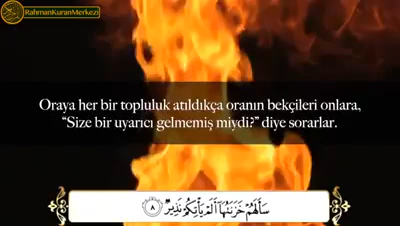 RahmanKuranMerkezi
Oraya her bir topluluk atıldıkça oranın bekçileri onlara,
“Size bir uyarıcı gelmemiş miydi?” diye sorarlar.
سَأَلَهُمْ خَزَنَتُهَٓا اَلَمْ يَأْتِكُمْ نَذ۪يرٌ ﴿٨﴾